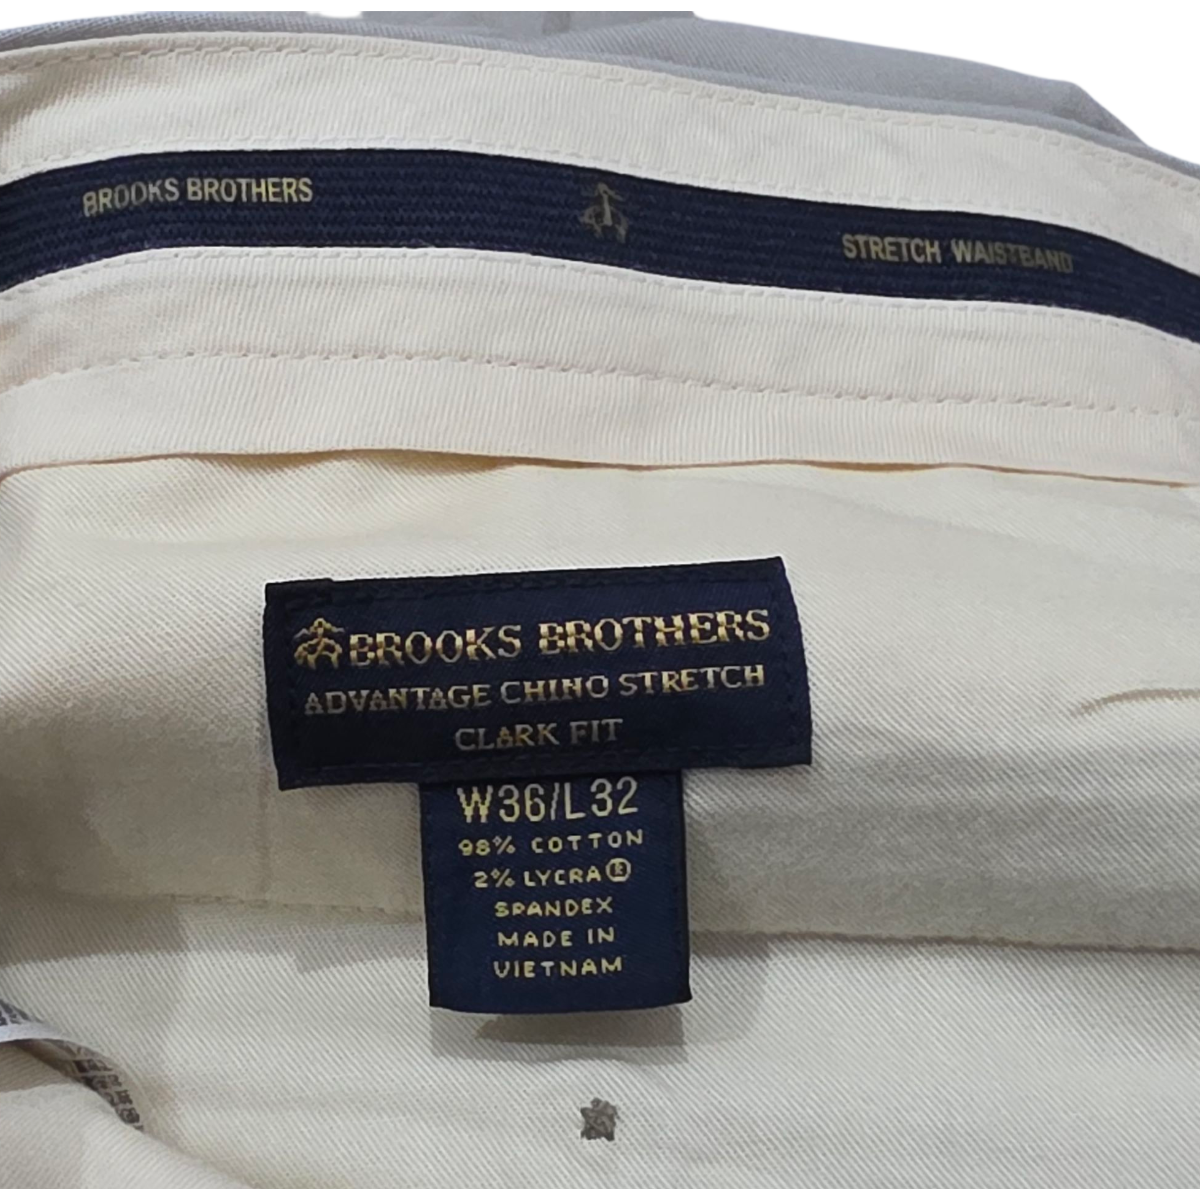 BROOKS BROTHERS
STRETCH WAISTBAND
BROOKS BROTHERS
ADVANTAGE CHINO STRETCH
CLARK FIT
W36/L32
98% COTTON
2% LYCRA®
SPANDEX
MADE IN
VIETNAM